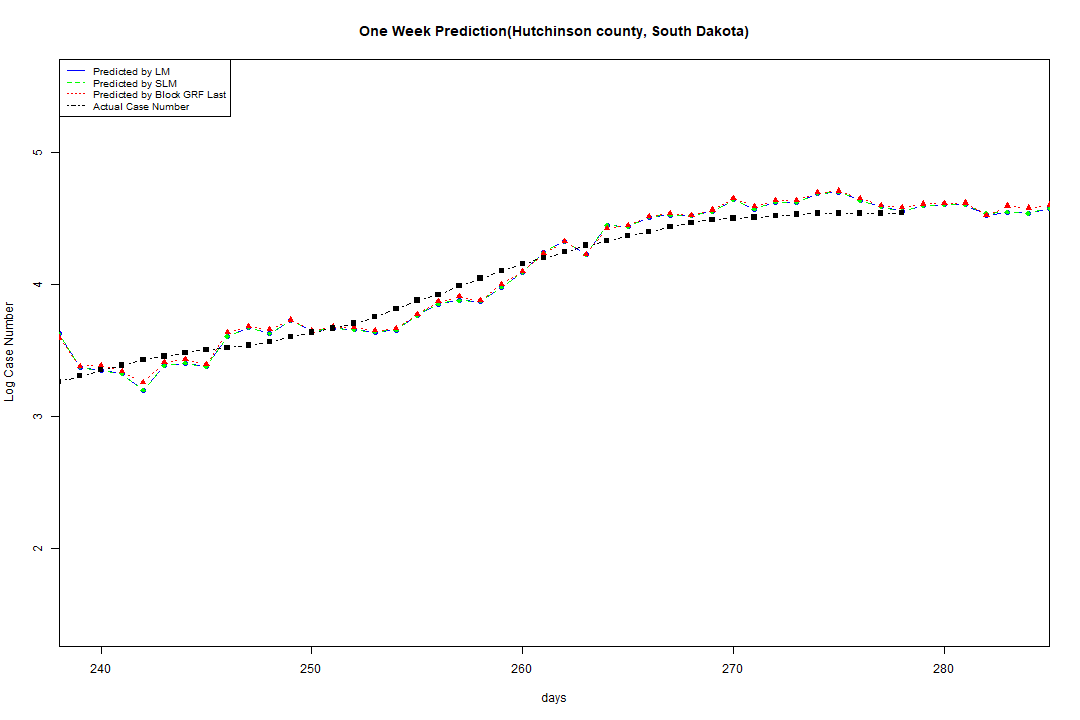 One Week Prediction(Hutchinson county, South Dakota)
Predicted by LM
Predicted by SLM
Predicted by Block GRF Last
Actual Case Number
5
4
3
2
Log Case Number
240 250 260 270 280
days